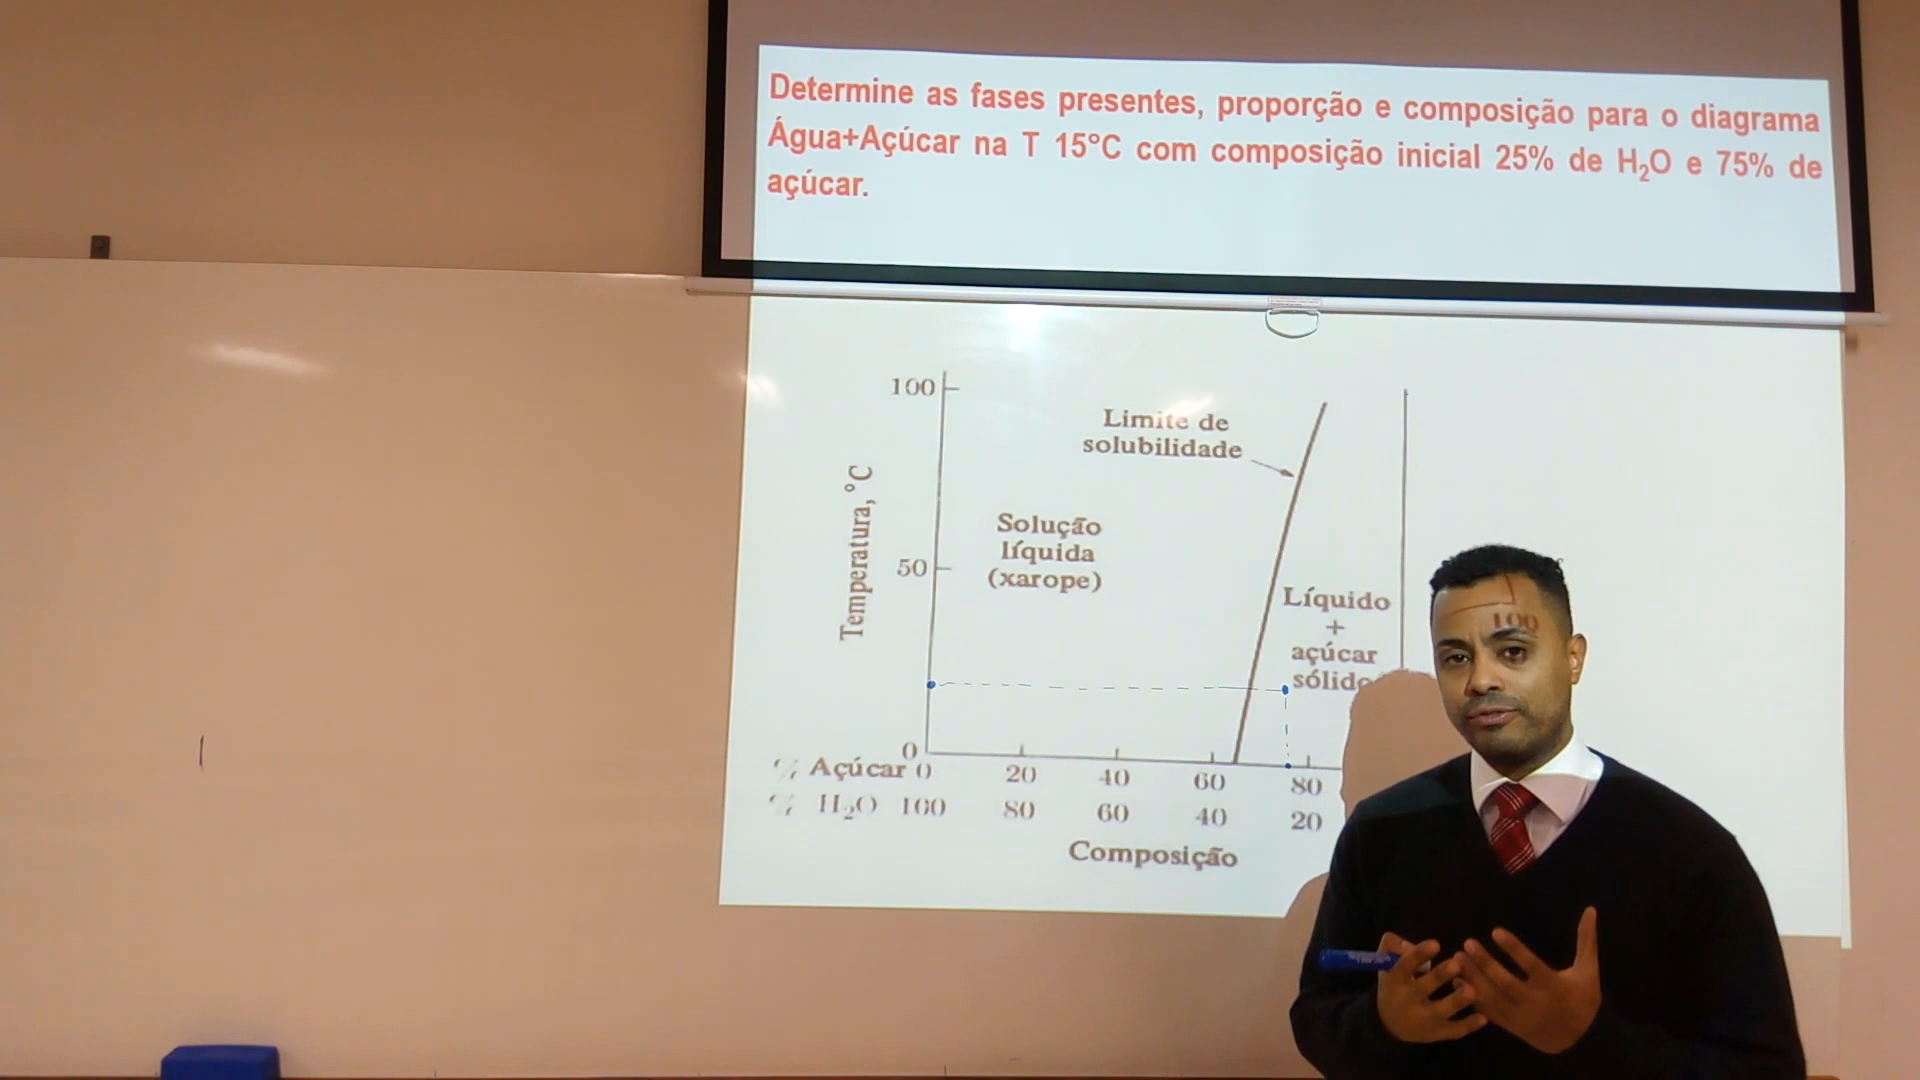 Determine as fases presentes, proporção e composição para o diagrama
Água+Açúcar na T 15°C com composição inicial 25% de H₂O e 75% de
açúcar.
100
Limite de
solubilidade
Temperatura, °C
Solução
líquida
(xarope)
50
Líquido
+
açúcar
sólido
100
0
% Açúcar 0 20 40 60 80
% H₂O 100 80 60 40 20
Composição